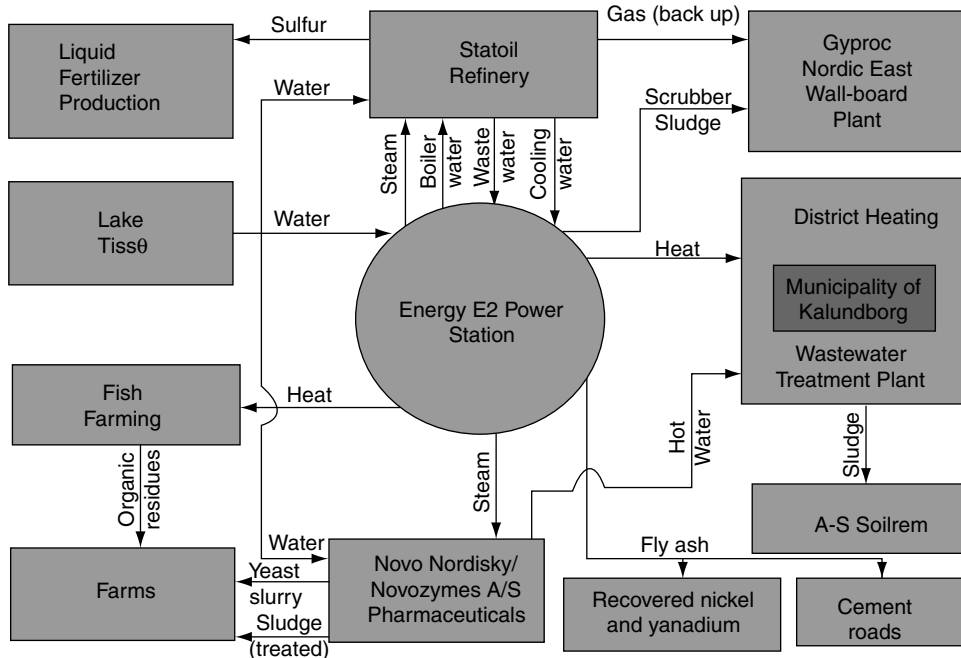 Sulfur
Gas (back up)
Liquid
Fertilizer
Production
Statoil
Refinery
Gyproc
Nordic East
Wall-board
Plant
Water
Scrubber
Sludge
Steam
Boiler
water
Waste
water
Cooling
water
Lake
Tissθ
Water
District Heating
Heat
Municipality of
Kalundborg
Energy E2 Power
Station
Wastewater
Treatment Plant
Fish
Farming
Heat
Hot
Water
Sludge
Organic
residues
Steam
A-S Soilrem
Water
Fly ash
Farms
Yeast
slurry
Sludge
(treated)
Novo Nordisky/
Novozymes A/S
Pharmaceuticals
Recovered nickel
and yanadium
Cement
roads